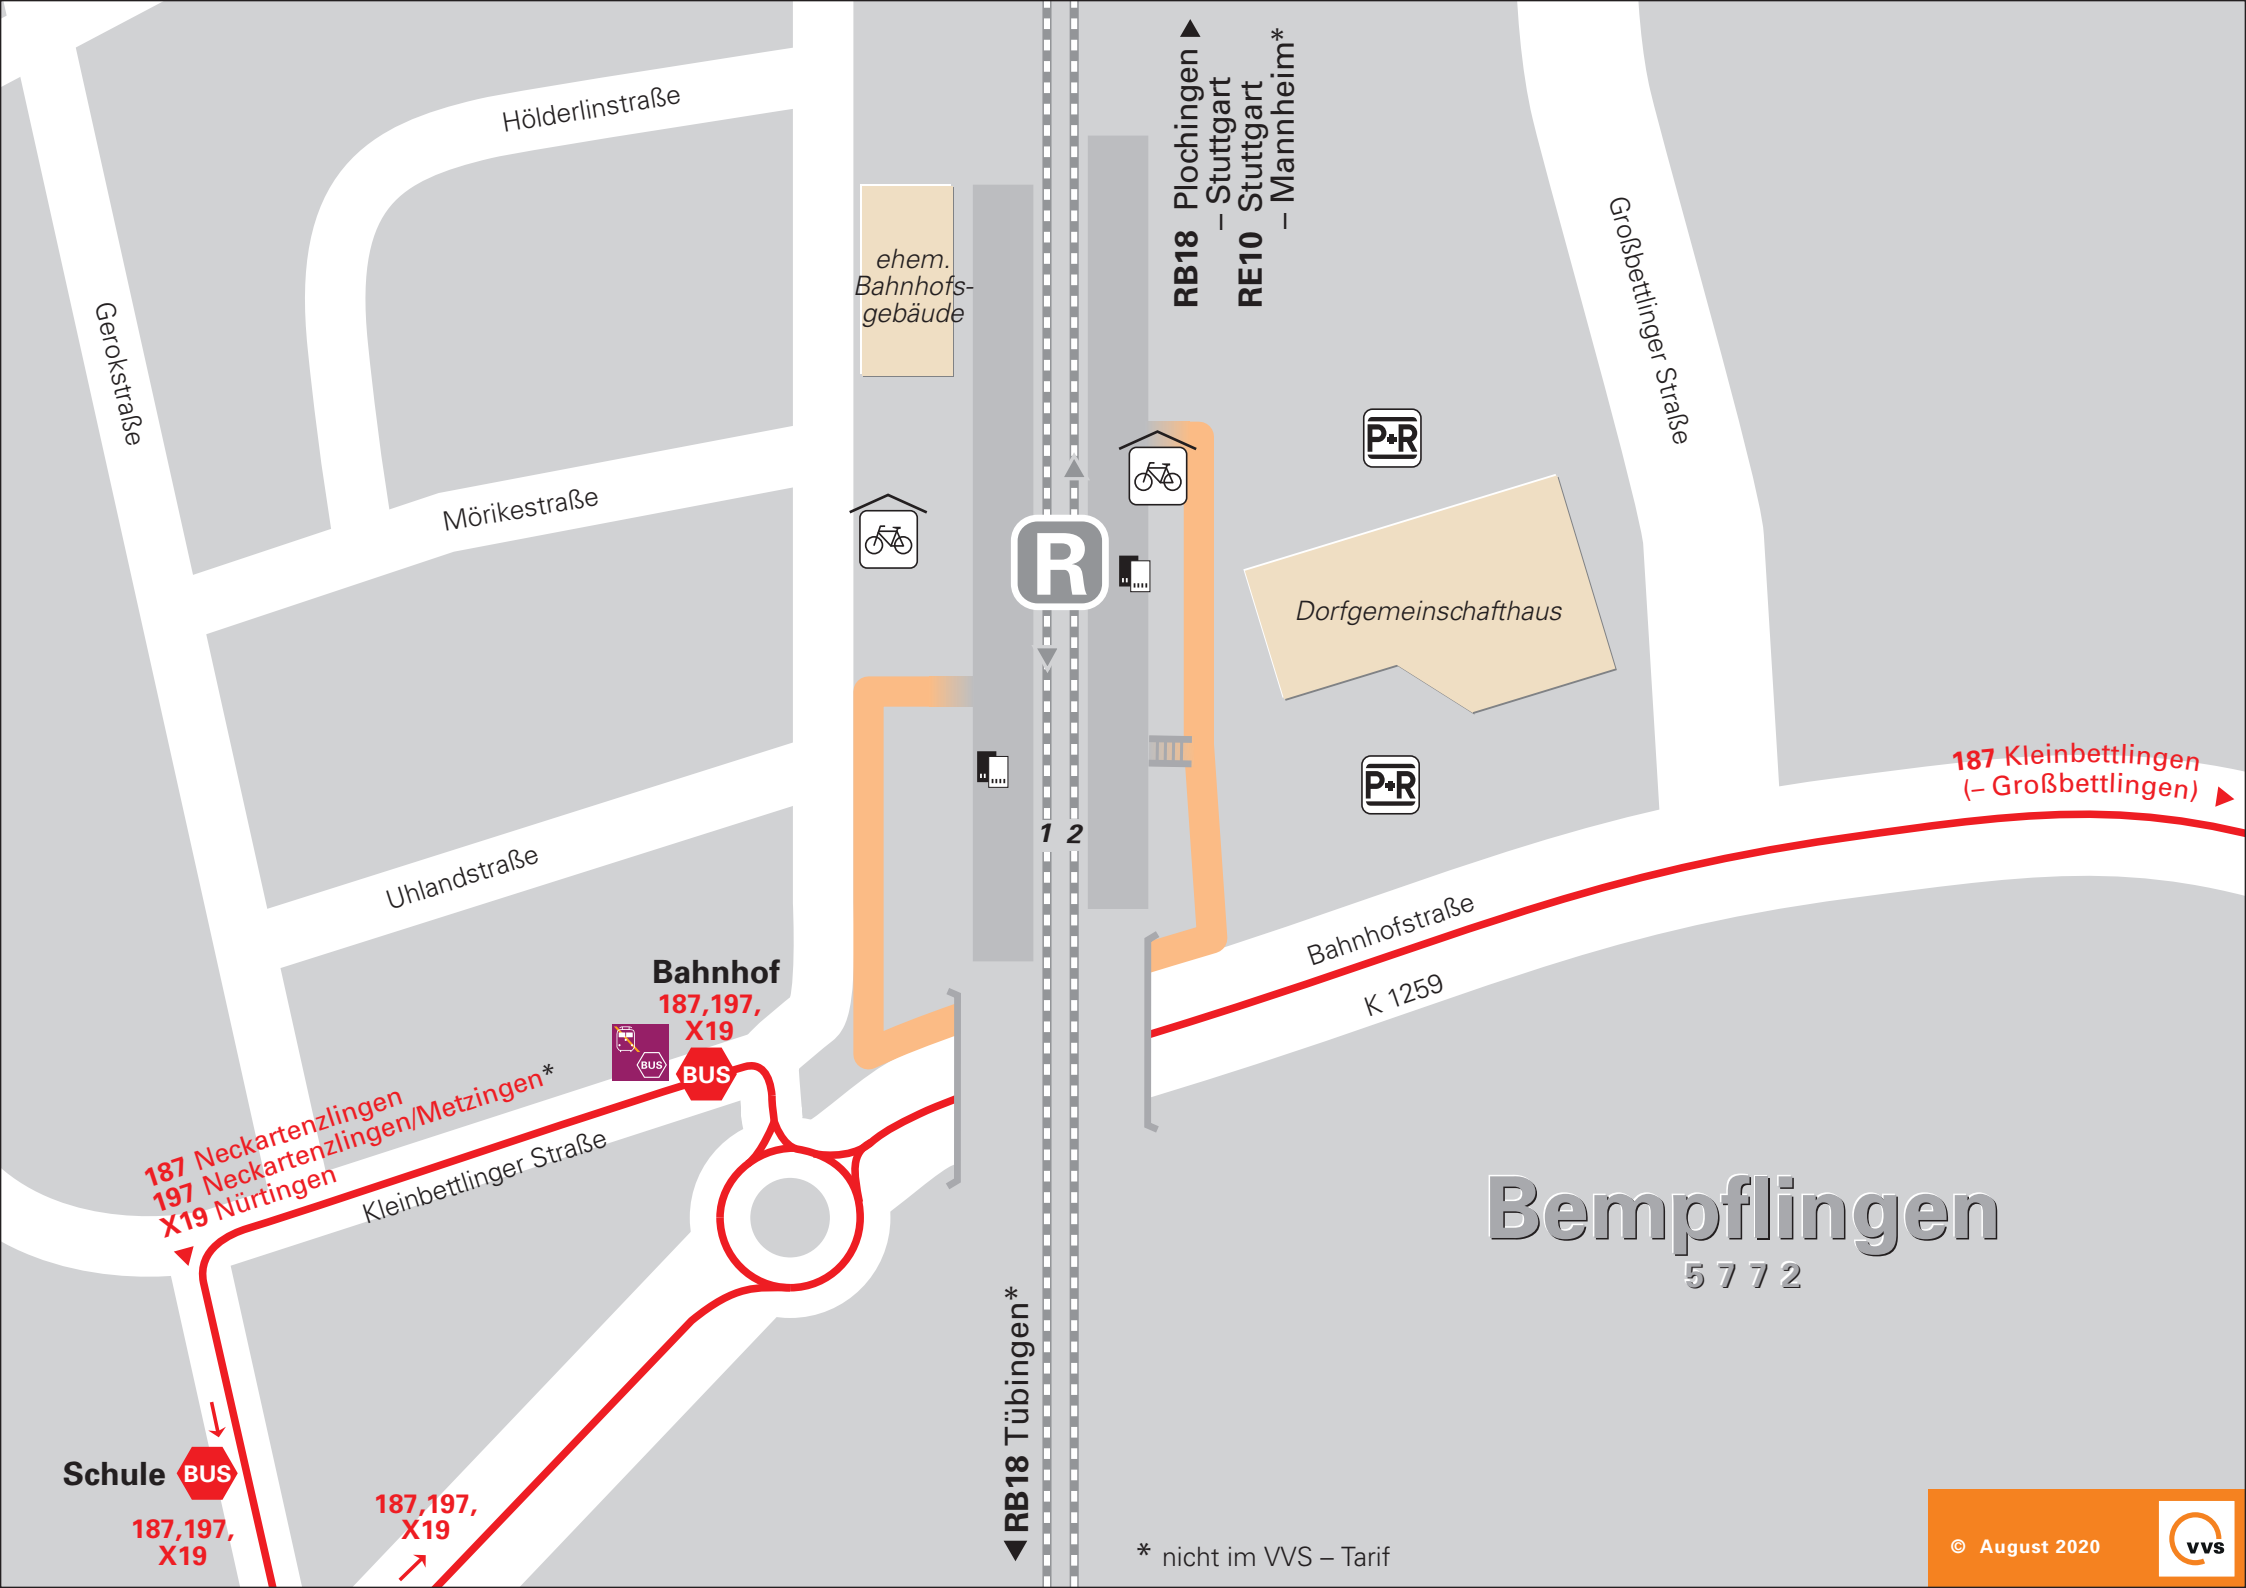 Hölderlinstraße
Gerokstraße
Mörikestraße
Uhlandstraße
ehem.
Bahnhofs-
gebäude
RB18 Plochingen
– Stuttgart
RE10 Stuttgart
– Mannheim*
Großbettlinger Straße
P+R
R
Dorfgemeinschafthaus
P+R
1 2
187 Kleinbettlingen
(– Großbettlingen)
Bahnhofstraße
K 1259
Bahnhof
187,197,
X19
BUS
BUS
187 Neckartenzlingen
197 Neckartenzlingen/Metzingen*
X19 Nürtingen
Kleinbettlinger Straße
Bempflingen
5772
RB18 Tübingen*
Schule
BUS
187,197,
X19
187,197,
X19
* nicht im VVS – Tarif
© August 2020
VVS